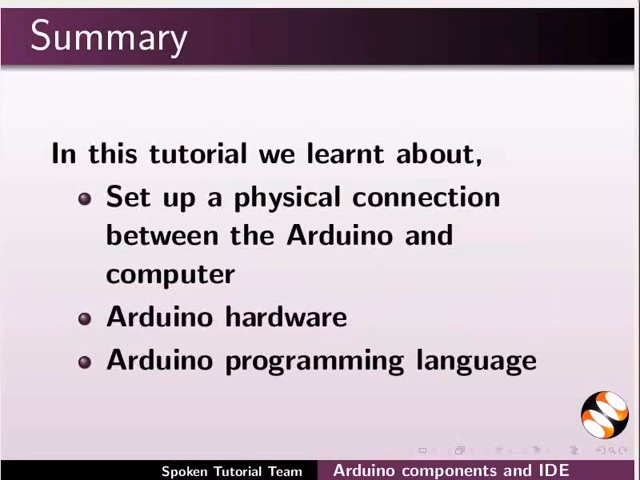 Summary
In this tutorial we learnt about,
Set up a physical connection
between the Arduino and
computer
Arduino hardware
Arduino programming language
Spoken Tutorial Team
Arduino components and IDE